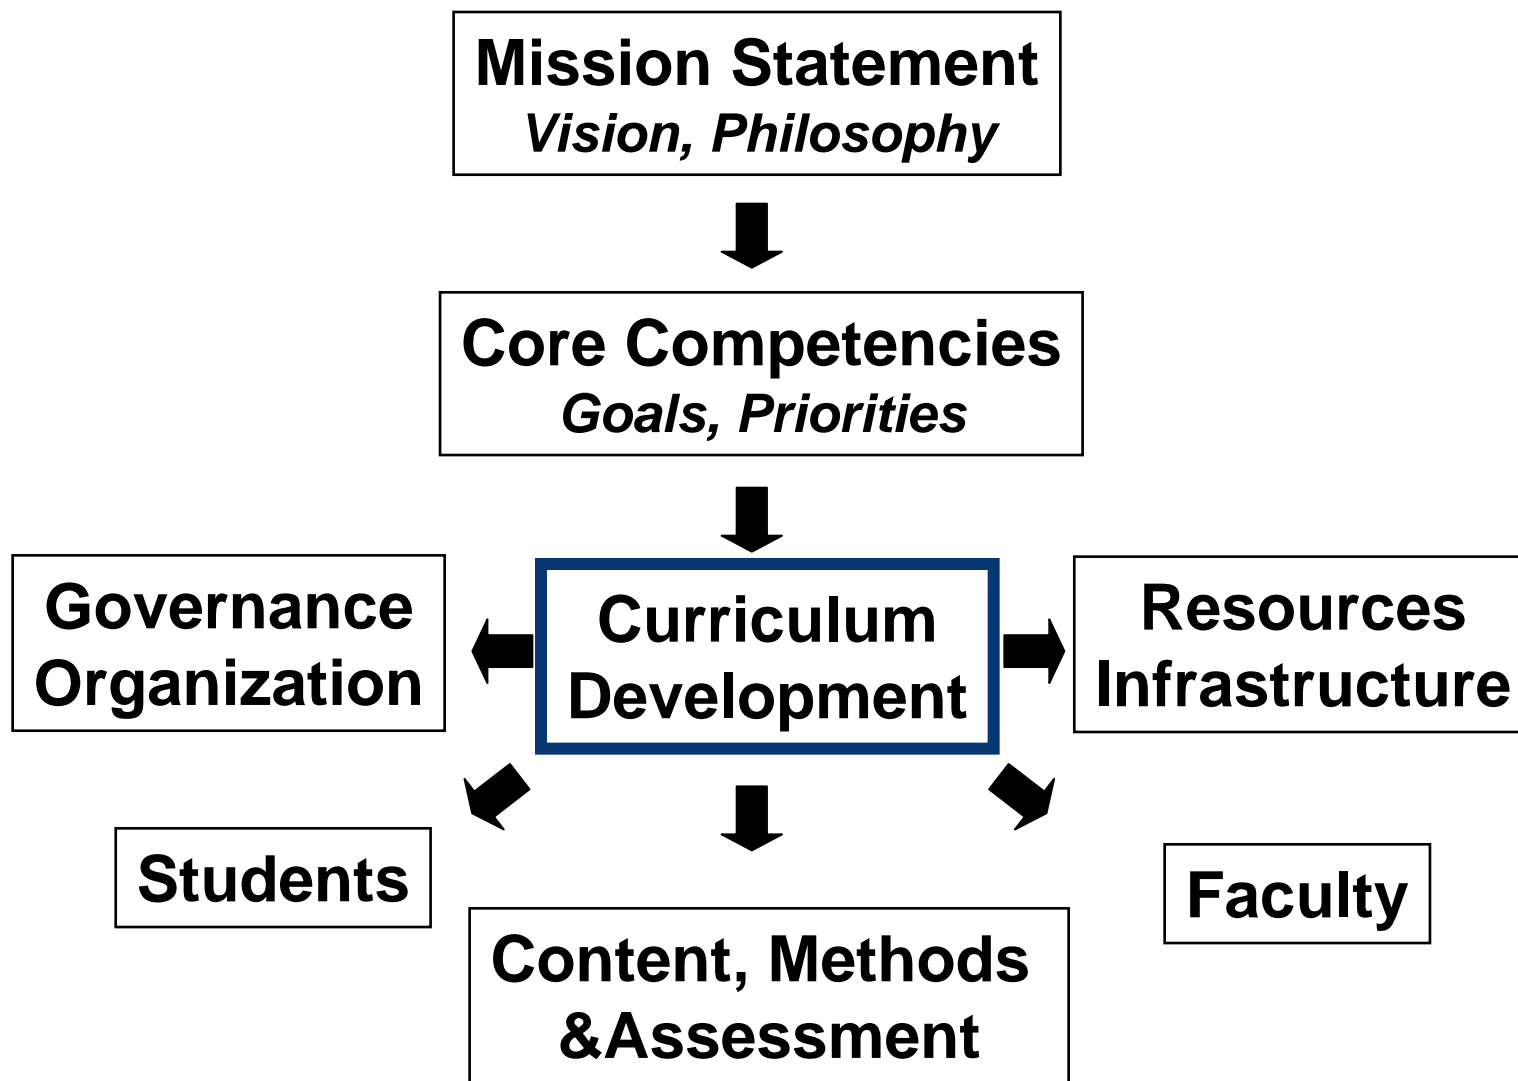 Mission Statement
Vision, Philosophy
Core Competencies
Goals, Priorities
Governance
Organization
Curriculum
Development
Resources
Infrastructure
Students
Content, Methods
&Assessment
Faculty